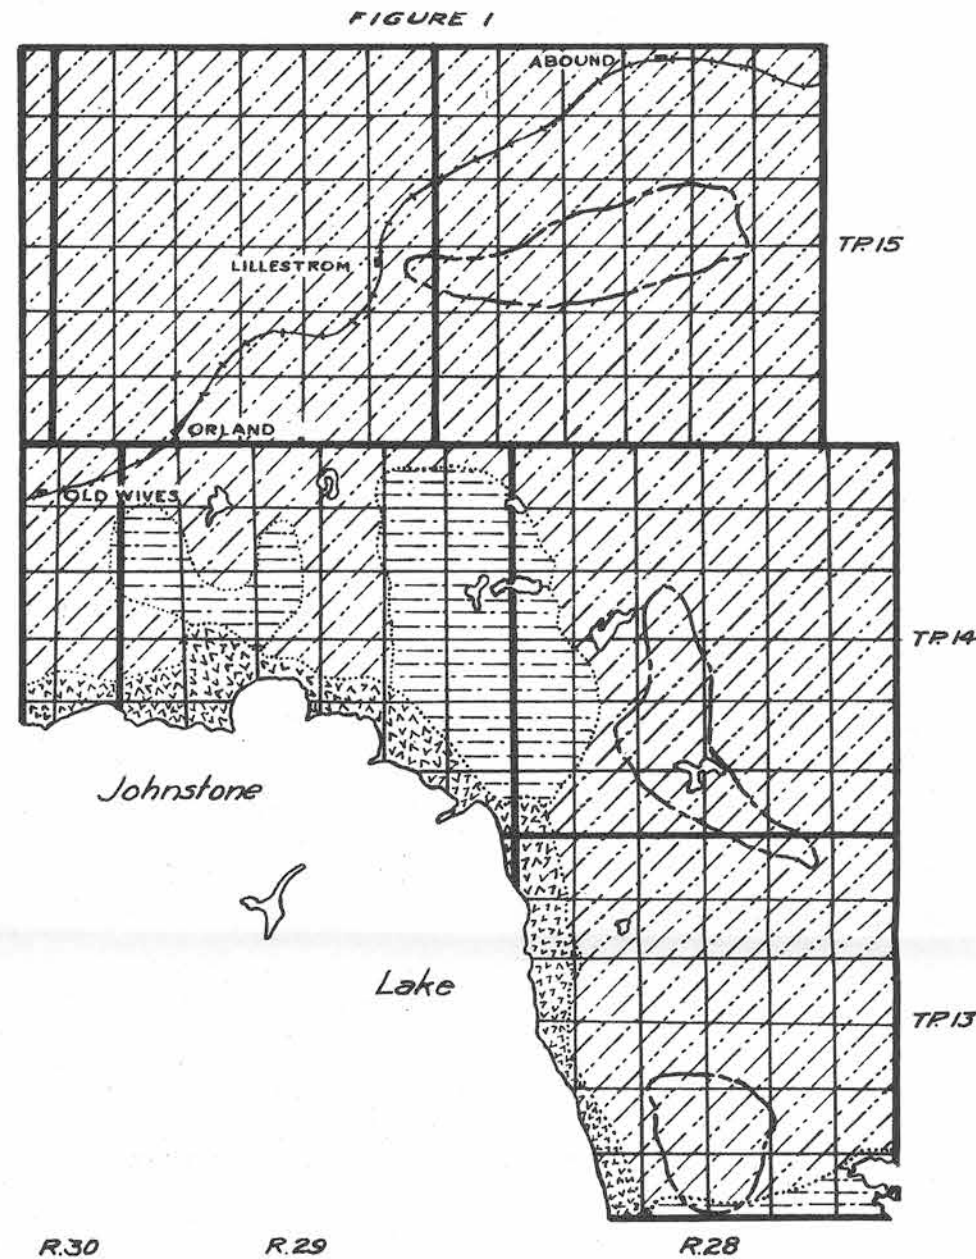 FIGURE 1
ABOUND
TP. 15
LILLESTROM
ORLAND
OLD WIVES
TP. 14
Johnstone
Lake
TP. 13
R.30 R.29 R.28